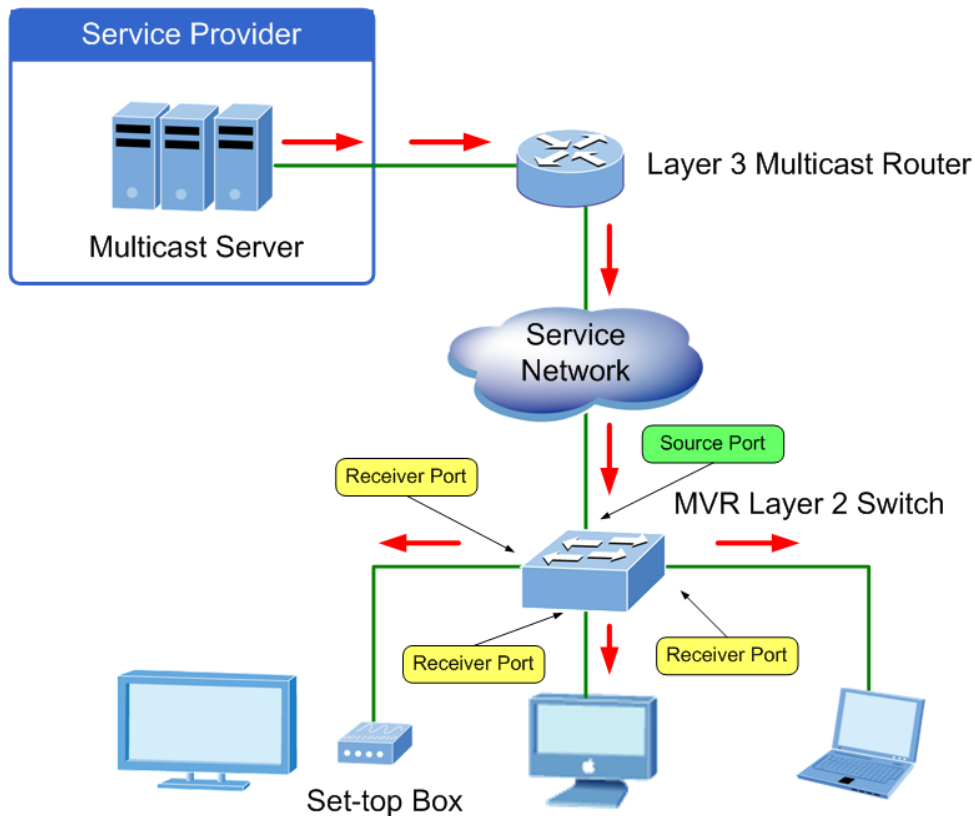 Service Provider
Multicast Server
Layer 3 Multicast Router
Service
Network
Source Port
Receiver Port
MVR Layer 2 Switch
Receiver Port
Receiver Port
Set-top Box